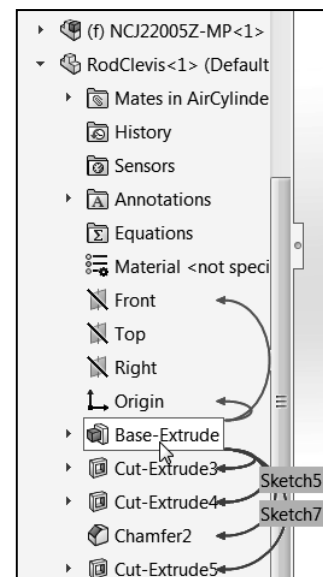 (f) NCJ22005Z-MP<1>
RodClevis<1> (Default
Mates in AirCylinde
History
Sensors
Annotations
Equations
Material <not speci
Front
Top
Right
Origin
Base-Extrude
Cut-Extrude3
Sketch5
Cut-Extrude4
Sketch7
Chamfer2
Cut-Extrude5